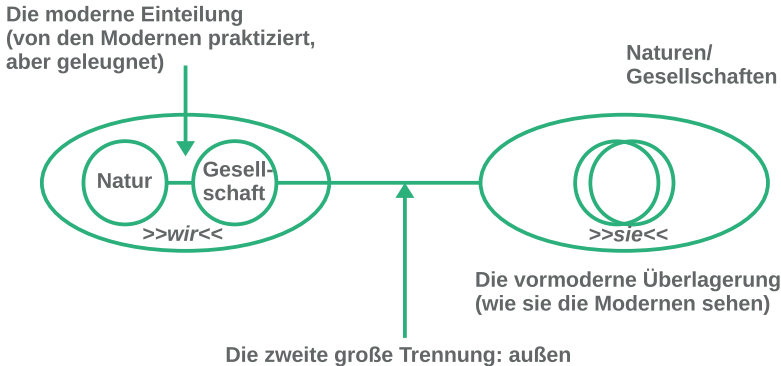 Die moderne Einteilung
(von den Modernen praktiziert,
aber geleugnet)
Naturen/
Gesellschaften
Natur
Gesell-
schaft
>>wir<<
>>sie<<
Die vormoderne Überlagerung
(wie sie die Modernen sehen)
Die zweite große Trennung: außen